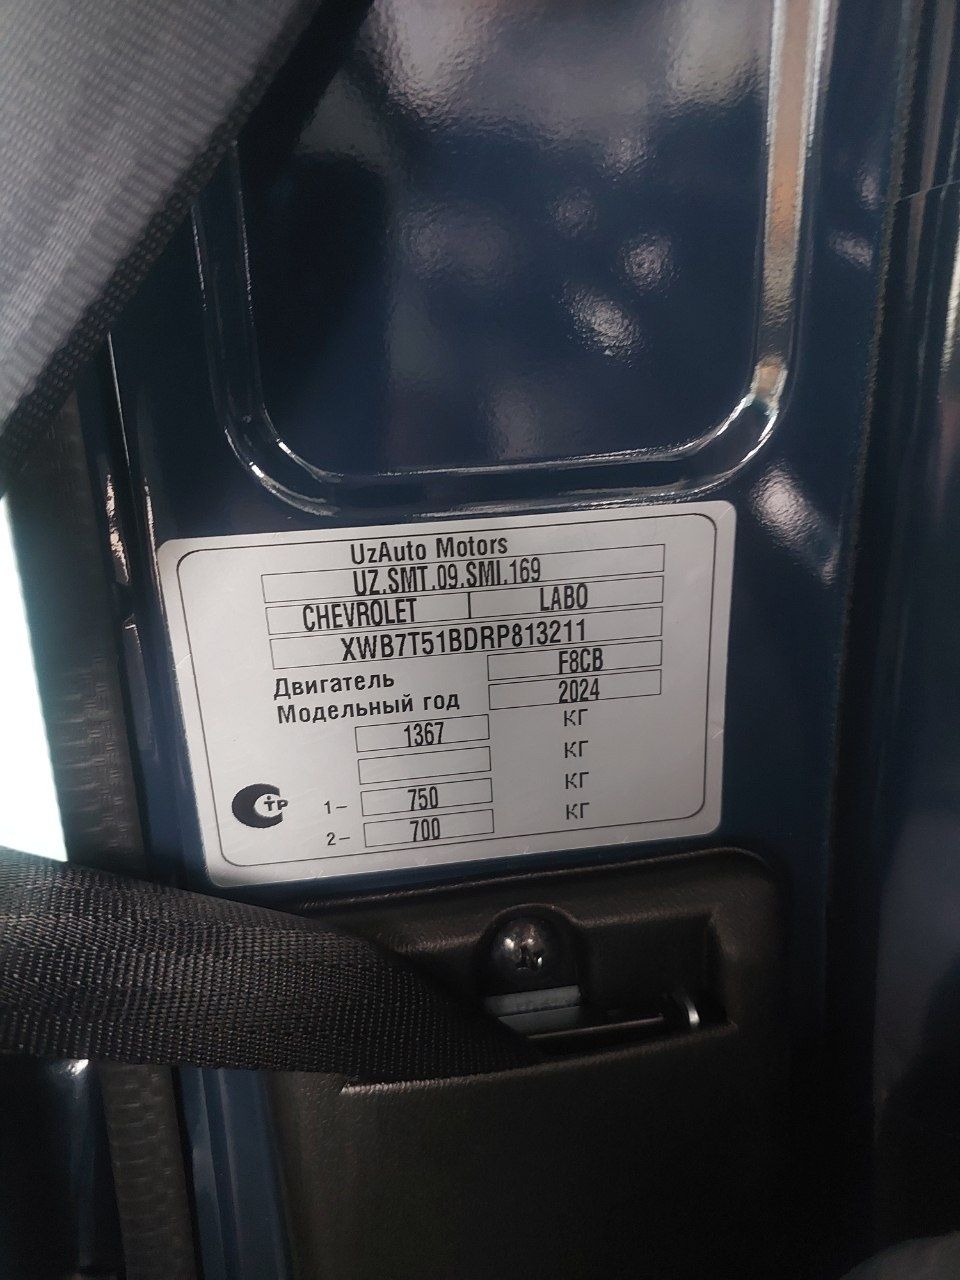 UzAuto Motors
UZ.SMT.09.SMI.169
CHEVROLET LABO
XWB7T51BDRP813211
Двигатель F8CB
Модельный год 2024
1367 КГ
КГ
1– 750 КГ
2– 700 КГ
СТР